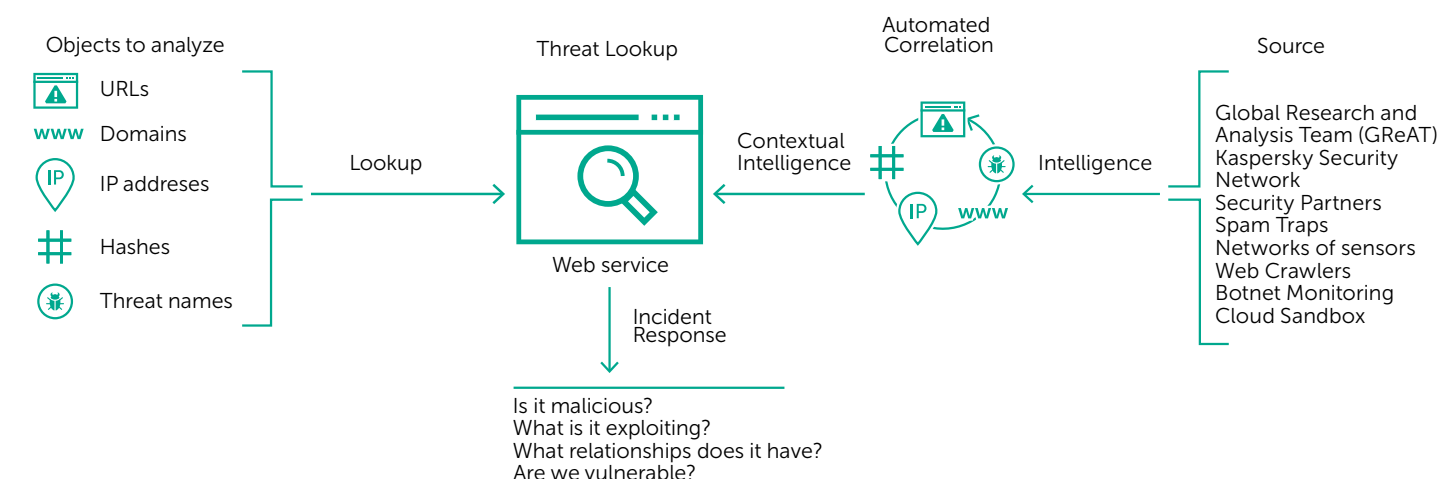 Objects to analyze
URLs
www Domains
IP IP addreses
Hashes
Threat names
Lookup
Threat Lookup
Web service
Incident
Response
Is it malicious?
What is it exploiting?
What relationships does it have?
Are we vulnerable?
Contextual
Intelligence
Automated
Correlation
IP www
Intelligence
Source
Global Research and
Analysis Team (GReAT)
Kaspersky Security
Network
Security Partners
Spam Traps
Networks of sensors
Web Crawlers
Botnet Monitoring
Cloud Sandbox